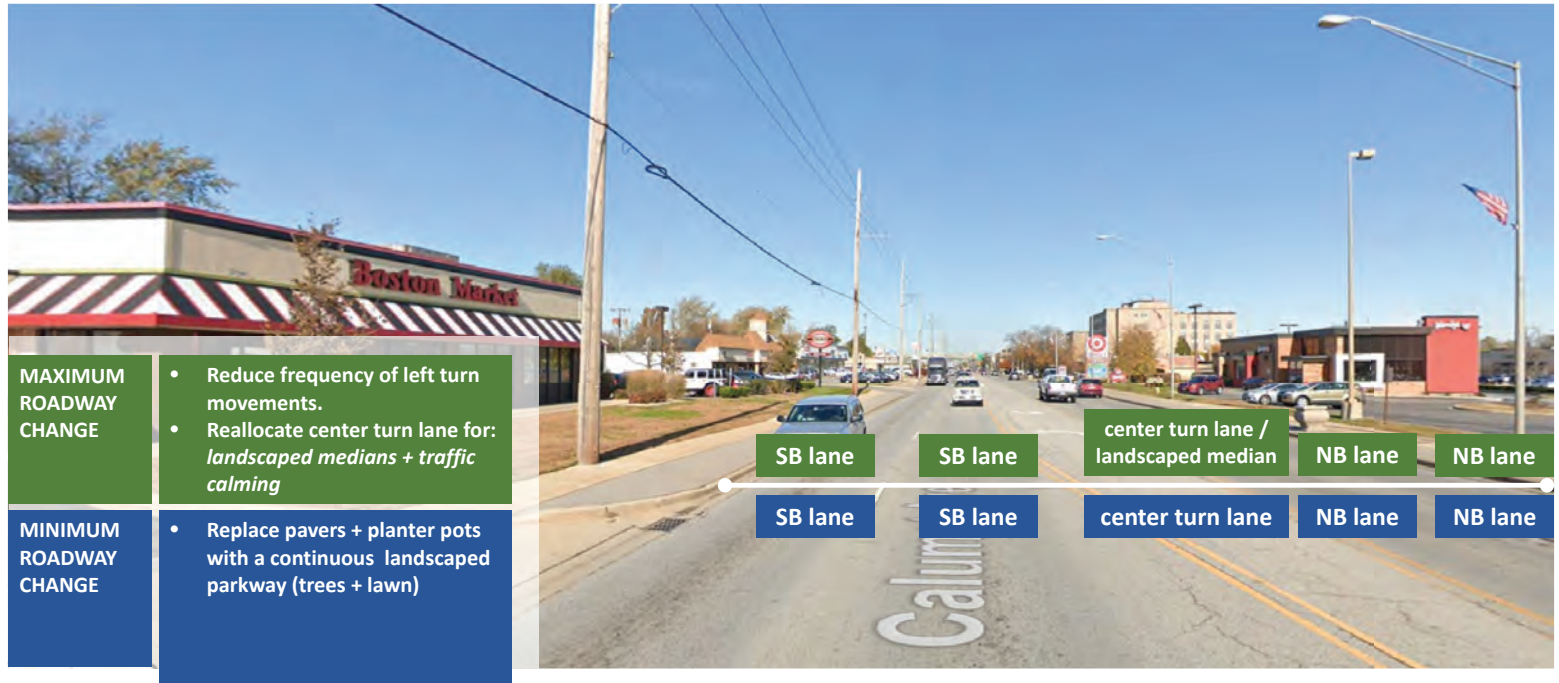 Boston Market
MAXIMUM
ROADWAY
CHANGE
• Reduce frequency of left turn
movements.
• Reallocate center turn lane for:
landscaped medians + traffic
calming
MINIMUM
ROADWAY
CHANGE
• Replace pavers + planter pots
with a continuous landscaped
parkway (trees + lawn)
SB lane
SB lane
center turn lane /
landscaped median
NB lane
NB lane
SB lane
SB lane
center turn lane
NB lane
NB lane
Calum